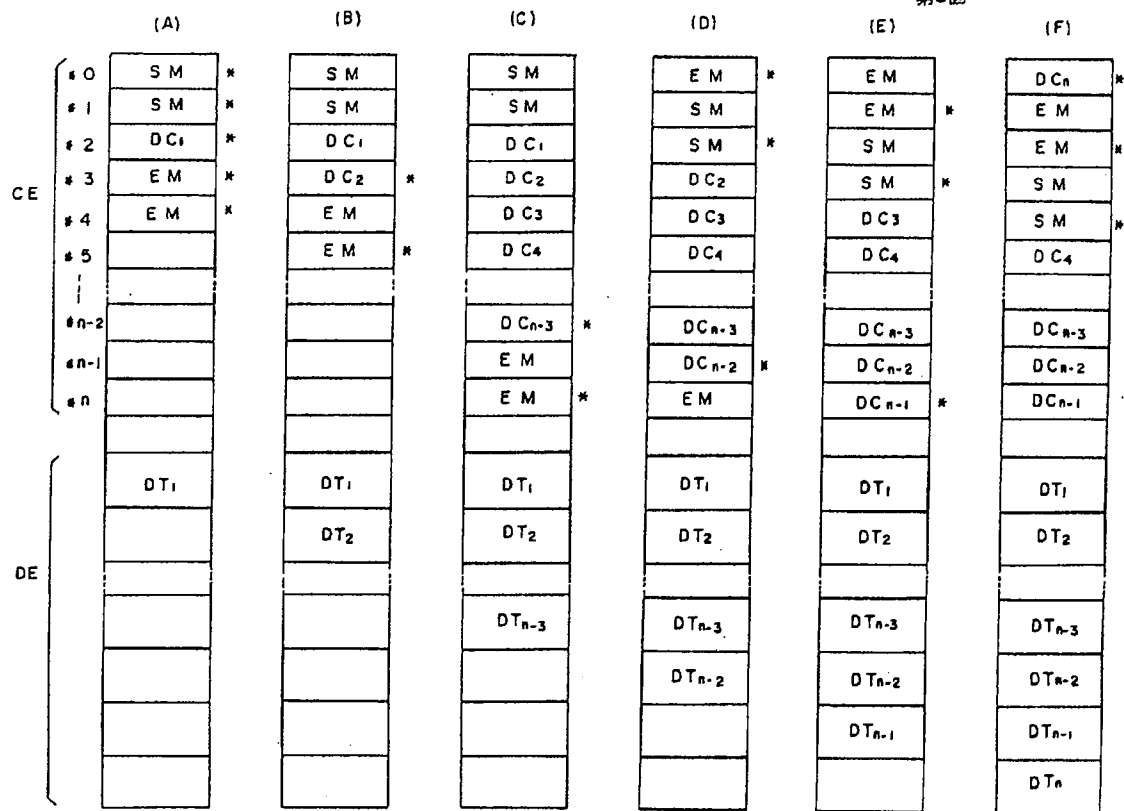 (A) (B) (C) (D) (E) (F)
CE
#0 SM * SM SM EM * EM DCn *
#1 SM * SM SM SM EM * EM
#2 DC1 * DC1 DC1 SM * SM EM *
#3 EM * DC2 * DC2 DC2 SM * SM
#4 EM * EM DC3 DC3 DC3 SM *
#5 EM * DC4 DC4 DC4 DC4
#n-2 DCn-3 * DCn-3 DCn-3 DCn-3
#n-1 EM DCn-2 * DCn-2 DCn-2
#n EM * EM DCn-1 * DCn-1
DE
DT1 DT1 DT1 DT1 DT1 DT1
DT2 DT2 DT2 DT2 DT2
DTn-3 DTn-3 DTn-3 DTn-3
DTn-2 DTn-2 DTn-2
DTn-1 DTn-1
DTn